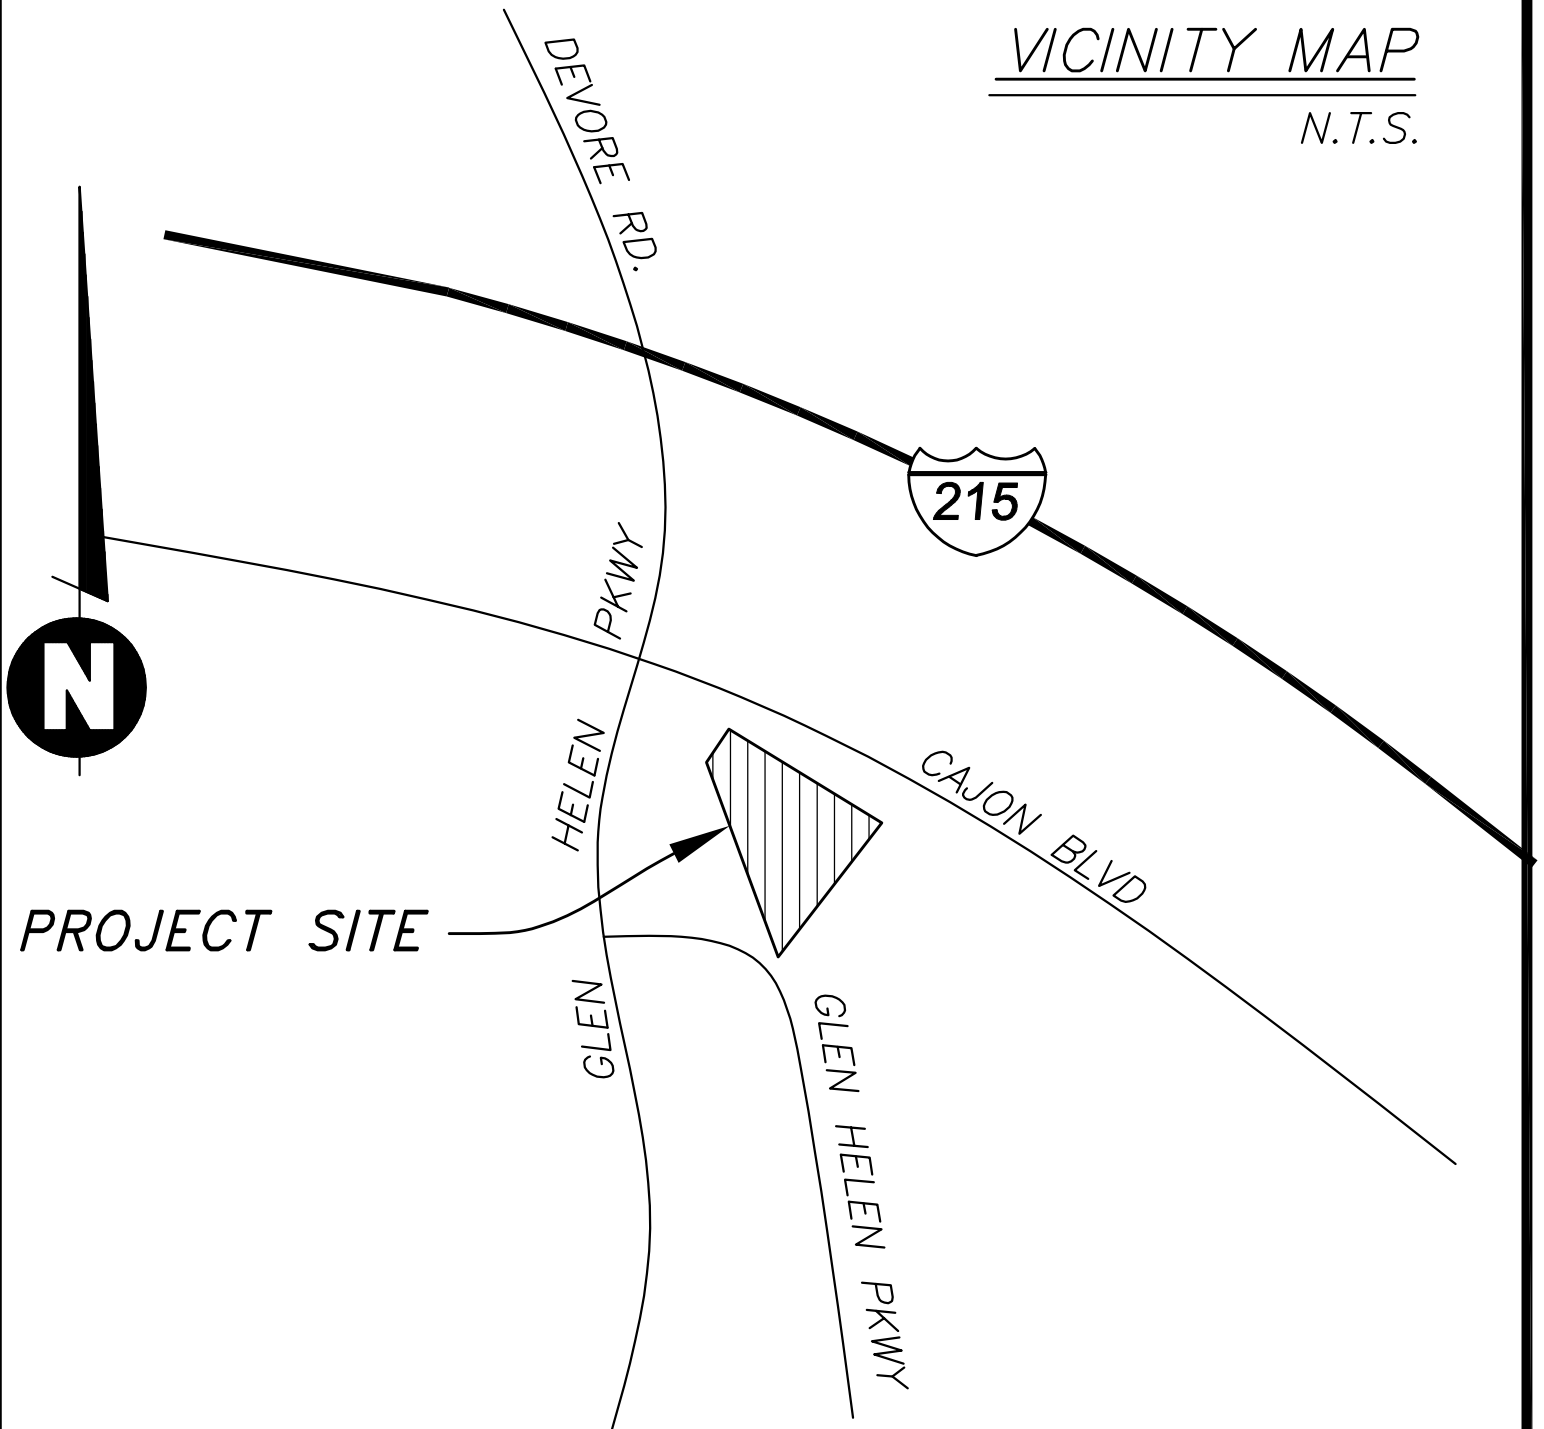 VICINITY MAP
N.T.S.
DEVORE RD.
215
N
GLEN HELEN PKWY
CAJON BLVD
PROJECT SITE
GLEN HELEN PKWY